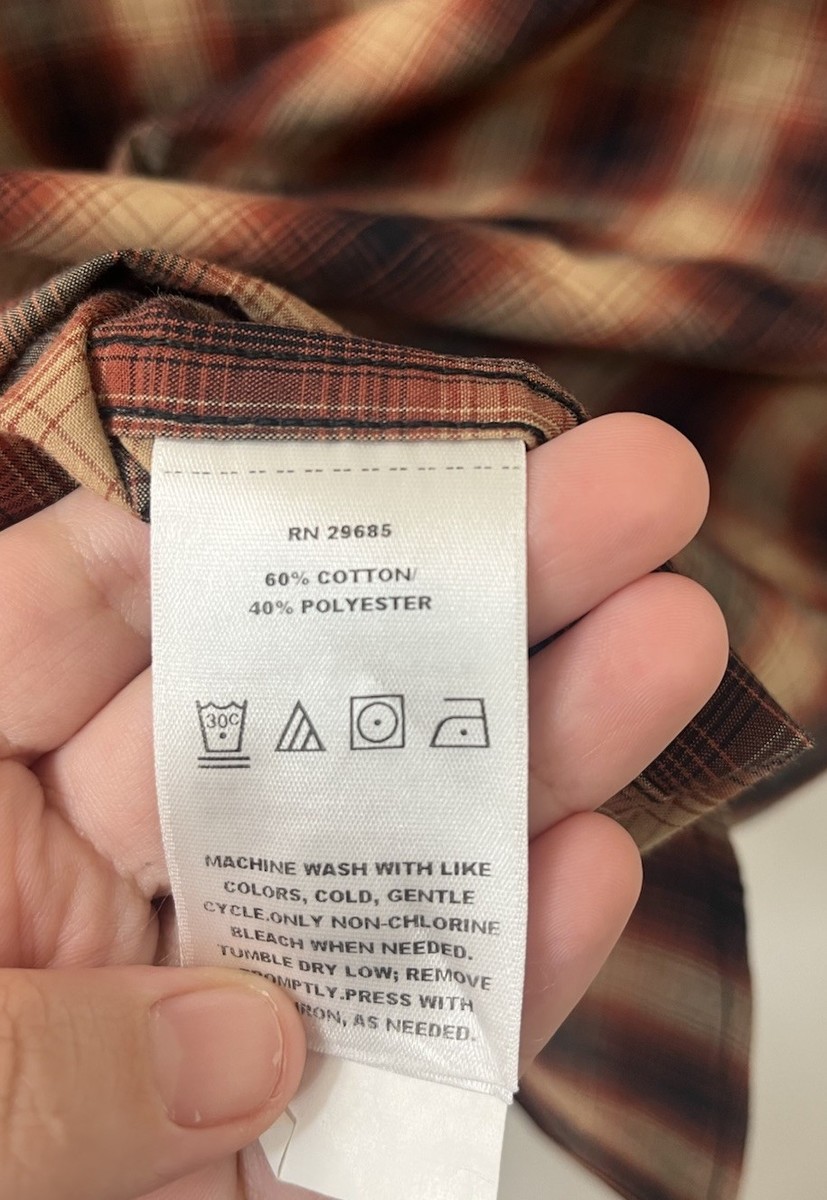 RN 29685
60% COTTON/
40% POLYESTER
30C
MACHINE WASH WITH LIKE
COLORS, COLD, GENTLE
CYCLE.ONLY NON-CHLORINE
BLEACH WHEN NEEDED.
TUMBLE DRY LOW; REMOVE
PROMPTLY.PRESS WITH
IRON, AS NEEDED.